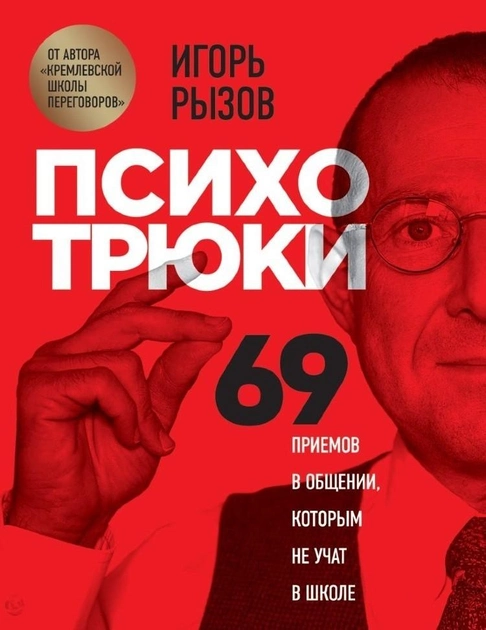 ОТ АВТОРА
«КРЕМЛЕВСКОЙ
ШКОЛЫ
ПЕРЕГОВОРОВ»
ИГОРЬ
РЫЗОВ
ПСИХО
ТРЮКИ
69
ПРИЕМОВ
В ОБЩЕНИИ,
КОТОРЫМ
НЕ УЧАТ
В ШКОЛЕ